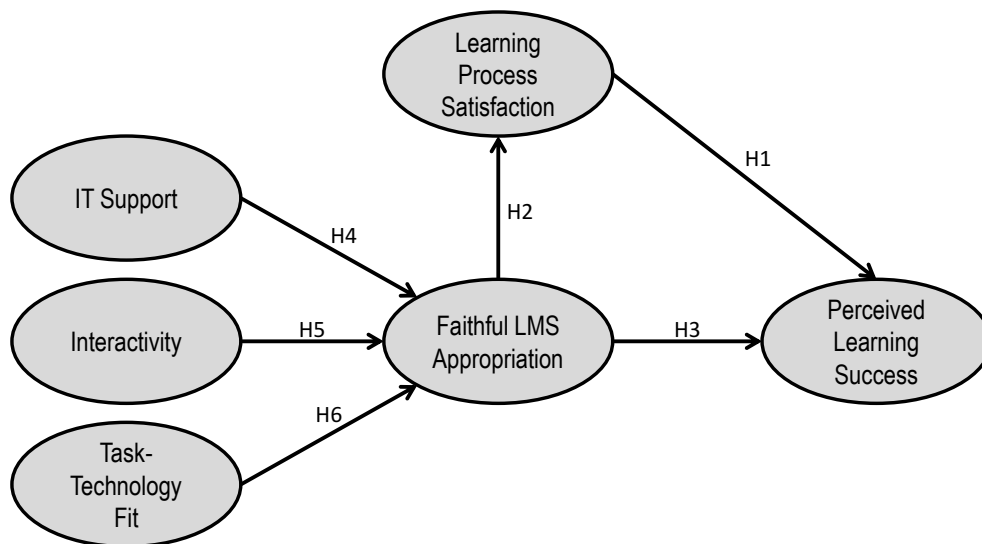 Learning
Process
Satisfaction
H1
IT Support
H2
H4
Interactivity
H5
Faithful LMS
Appropriation
H3
Perceived
Learning
Success
H6
Task-
Technology
Fit